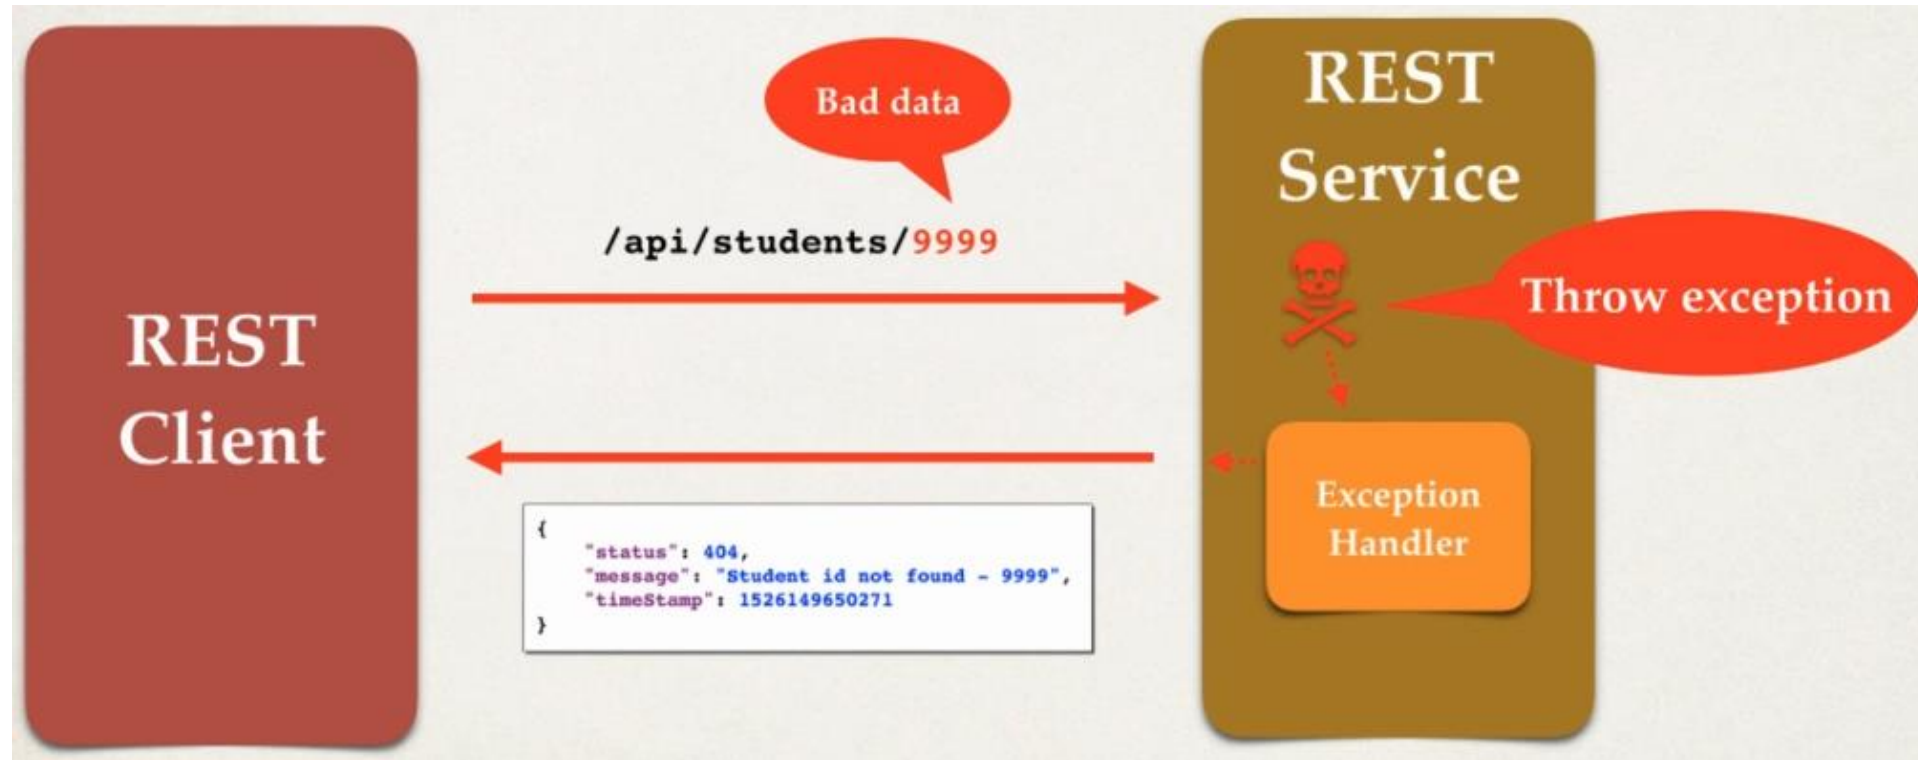 REST
Client
Bad data
/api/students/9999
REST
Service
Throw exception
Exception
Handler
{
"status": 404,
"message": "Student id not found - 9999",
"timeStamp": 1526149650271
}